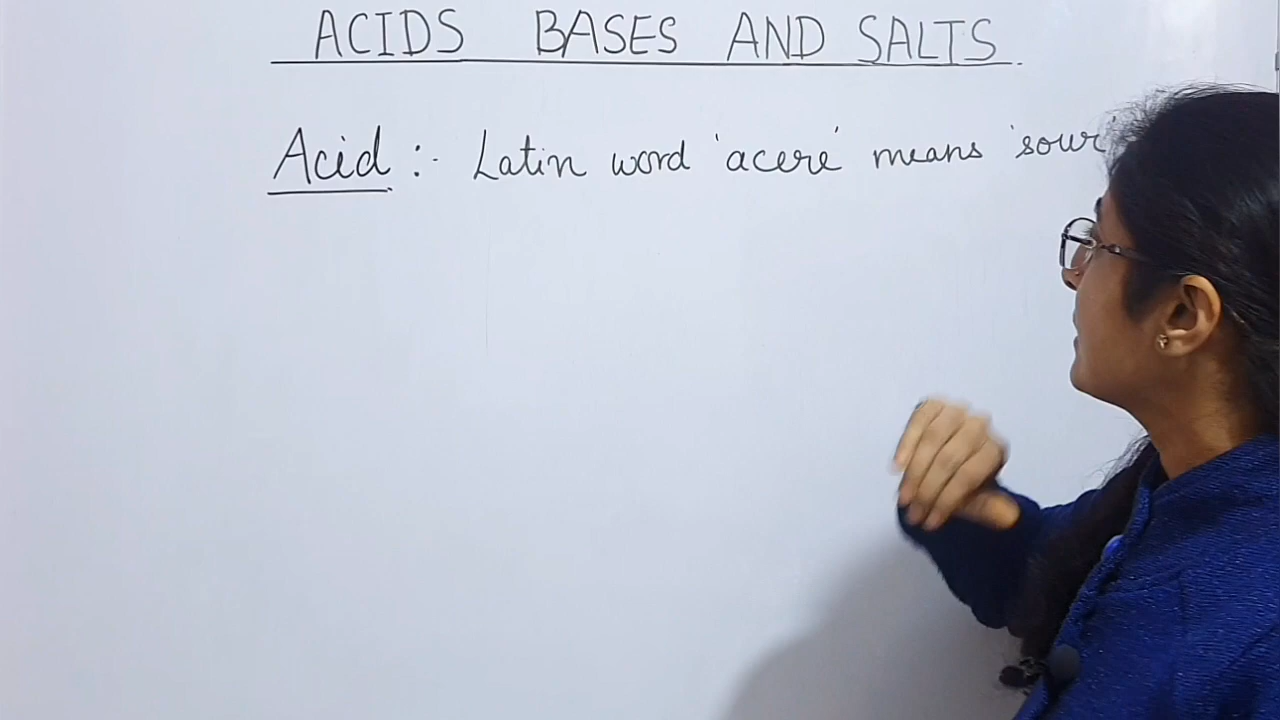 ACIDS BASES AND SALTS.
Acid :- Latin word 'acere' means 'sour'